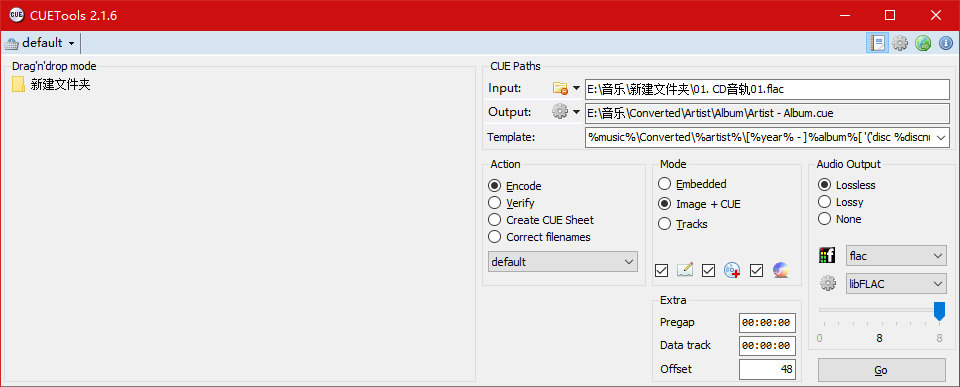 CUE CUETools 2.1.6
default
Drag'n'drop mode
新建文件夹
CUE Paths
Input: E:\音乐\新建文件夹\01. CD音轨01.flac
Output: E:\音乐\Converted\Artist\Album\Artist - Album.cue
Template: %music%\Converted\%artist%\[%year% - ]%album%[ '('disc %discnu
Action
Encode
Verify
Create CUE Sheet
Correct filenames
default
Mode
Embedded
Image + CUE
Tracks
Extra
Pregap 00:00:00
Data track 00:00:00
Offset 48
Audio Output
Lossless
Lossy
None
flac
libFLAC
0 8 8
Go